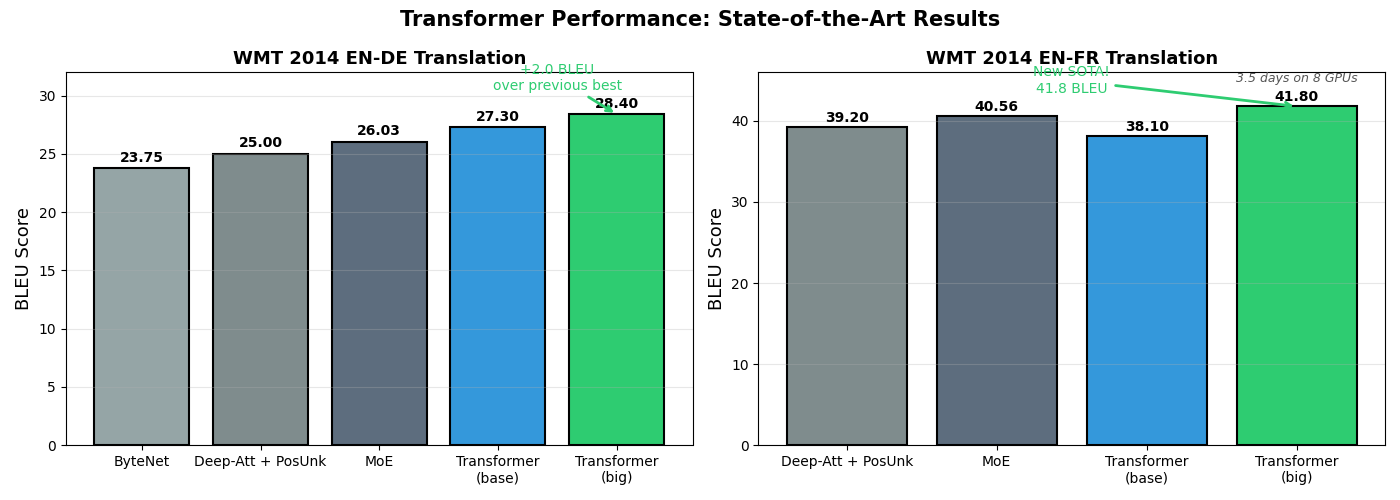 Transformer Performance: State-of-the-Art Results
WMT 2014 EN-DE Translation
+2.0 BLEU
over previous best
BLEU Score
30
25
20
15
10
5
0
23.75
25.00
26.03
27.30
28.40
ByteNet
Deep-Att + PosUnk
MoE
Transformer
(base)
Transformer
(big)
WMT 2014 EN-FR Translation
New SOTA!
41.8 BLEU
3.5 days on 8 GPUs
BLEU Score
40
30
20
10
0
39.20
40.56
38.10
41.80
Deep-Att + PosUnk
MoE
Transformer
(base)
Transformer
(big)